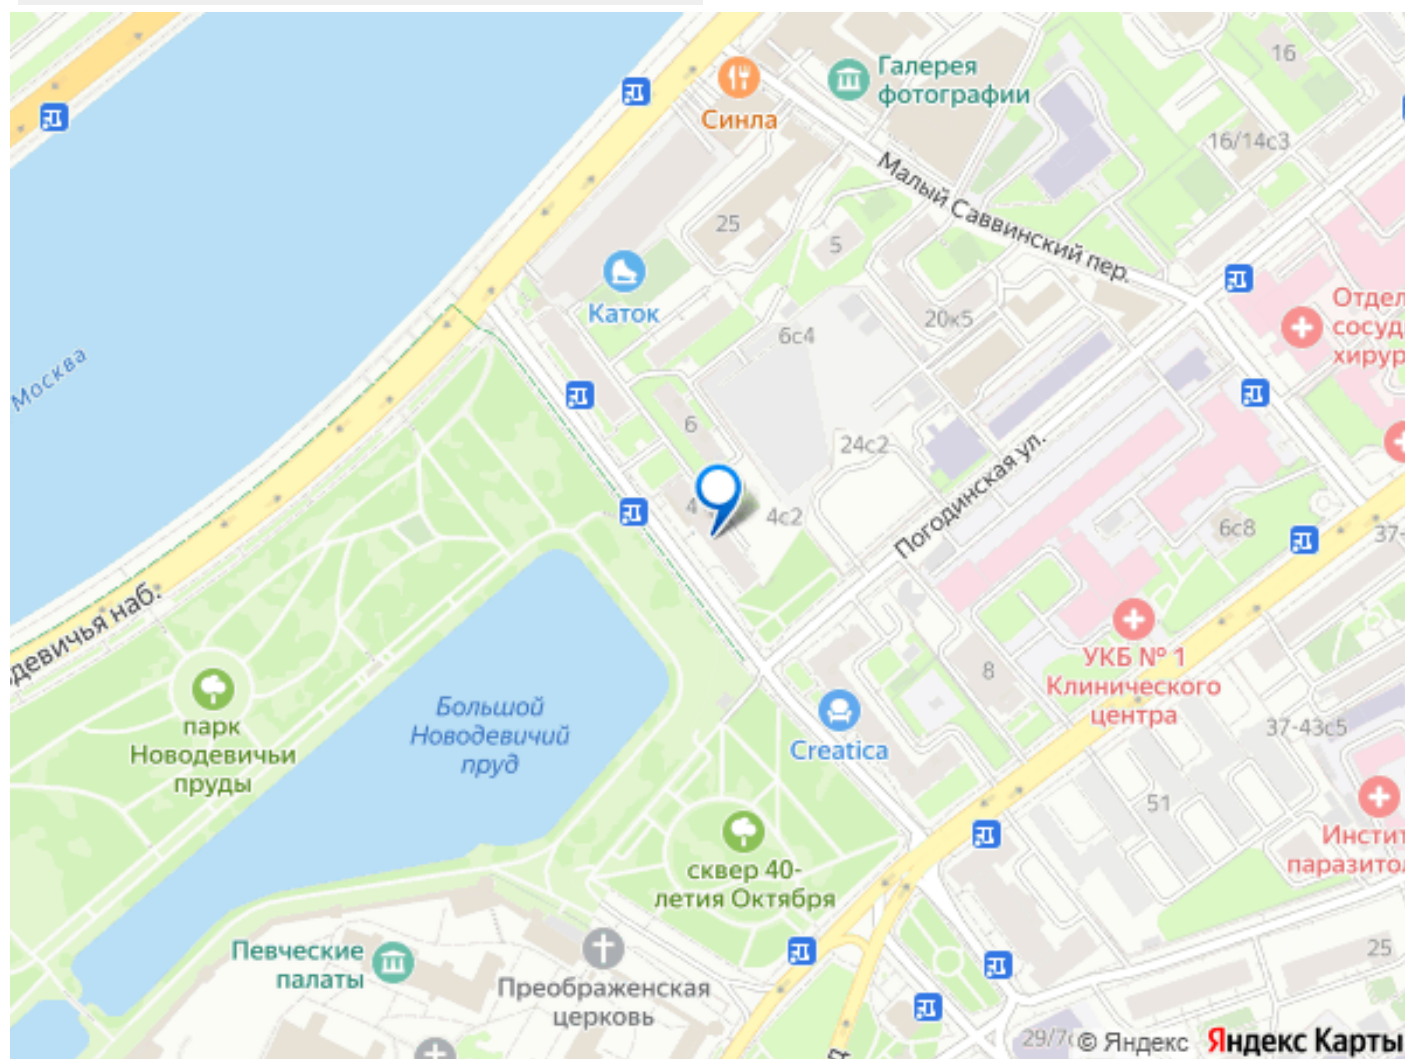 Галерея
фотографии
16
Синла
16/14с3
Малый Саввинский пер.
25
5
Каток
20к5
6с4
Отдел
сосуд
хирур
Москва
6
24с2
Погодинская ул.
4
4с2
6с8
37-
девичья наб.
УКБ № 1
Клинического
центра
8
парк
Новодевичьи
пруды
Большой
Новодевичий
пруд
Creatica
37-43с5
51
Инстит
паразитол
сквер 40-
летия Октября
Певческие
палаты
Преображенская
церковь
25
29/7с
© Яндекс Яндекс Карты